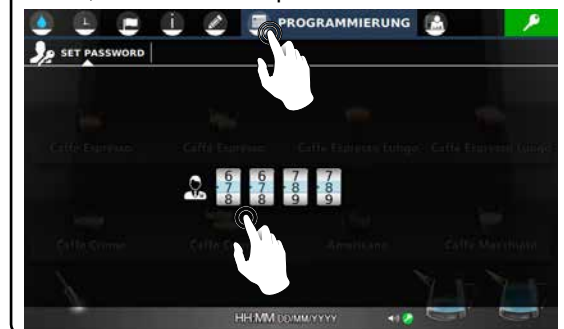 PROGRAMMIERUNG
SET PASSWORD
Caffè Espresso Caffè Espresso Caffè Espresso Lungo Caffè Espresso Lungo
6 6 7 7
7 7 8 8
8 8 9 9
Caffè Creme Americano Caffè Macchiato
HH:MM DD/MM/YYYY